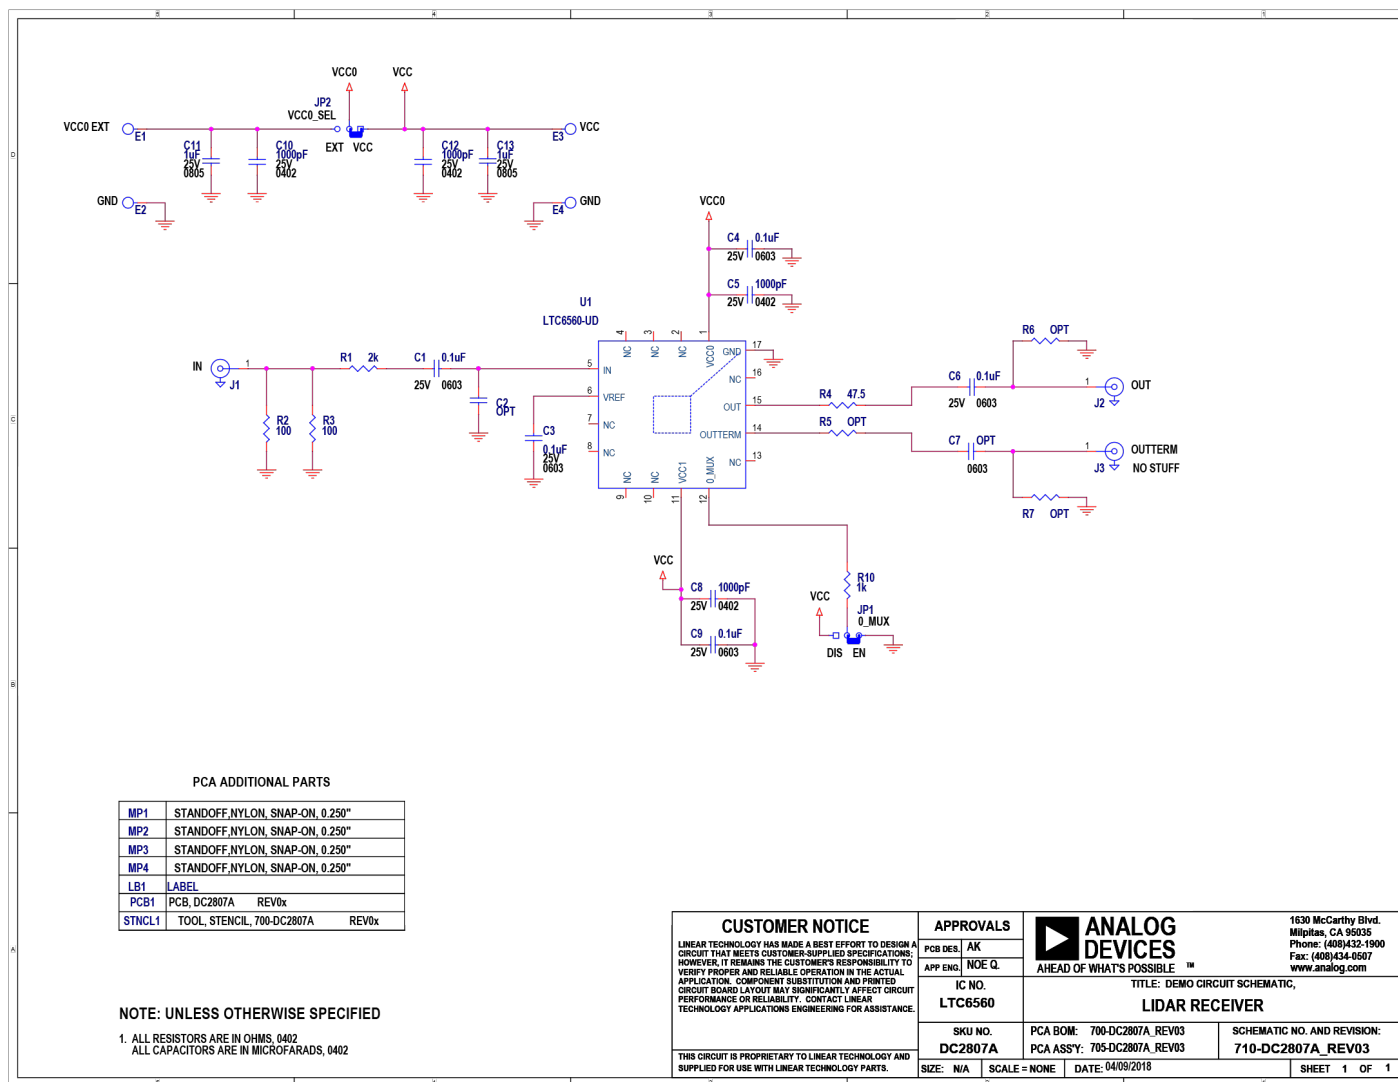 VCC0
VCC
JP2
VCC0_SEL
VCC0 EXT
E1
EXT VCC
E3
VCC
C11
1uF
25V
0805
C10
1000pF
25V
0402
C12
1000pF
25V
0402
C13
1uF
25V
0805
GND
E2
E4
GND
VCC0
C4 0.1uF
25V 0603
C5 1000pF
25V 0402
U1
LTC6560-UD
4 3 2 1
NC NC NC VCC0
GND 17
NC 16
OUT 15
OUTTERM 14
NC 13
5 IN
6 VREF
7 NC
8 NC
NC NC VCC1 0_MUX
9 10 11 12
IN
1
J1
R1 2k
C1 0.1uF
25V 0603
R2
100
R3
100
C2
OPT
C3
0.1uF
25V
0603
R4 47.5
R5 OPT
C6 0.1uF
25V 0603
C7 OPT
0603
R6 OPT
1
OUT
J2
1
OUTTERM
J3
NO STUFF
R7 OPT
VCC
C8 1000pF
25V 0402
C9 0.1uF
25V 0603
R10
1k
VCC
JP1
0_MUX
DIS EN
PCA ADDITIONAL PARTS
MP1 STANDOFF,NYLON, SNAP-ON, 0.250"
MP2 STANDOFF,NYLON, SNAP-ON, 0.250"
MP3 STANDOFF,NYLON, SNAP-ON, 0.250"
MP4 STANDOFF,NYLON, SNAP-ON, 0.250"
LB1 LABEL
PCB1 PCB, DC2807A REV0x
STNCL1 TOOL, STENCIL, 700-DC2807A REV0x
NOTE: UNLESS OTHERWISE SPECIFIED
1. ALL RESISTORS ARE IN OHMS, 0402
ALL CAPACITORS ARE IN MICROFARADS, 0402
CUSTOMER NOTICE
LINEAR TECHNOLOGY HAS MADE A BEST EFFORT TO DESIGN A
CIRCUIT THAT MEETS CUSTOMER-SUPPLIED SPECIFICATIONS;
HOWEVER, IT REMAINS THE CUSTOMER'S RESPONSIBILITY TO
VERIFY PROPER AND RELIABLE OPERATION IN THE ACTUAL
APPLICATION. COMPONENT SUBSTITUTION AND PRINTED
CIRCUIT BOARD LAYOUT MAY SIGNIFICANTLY AFFECT CIRCUIT
PERFORMANCE OR RELIABILITY. CONTACT LINEAR
TECHNOLOGY APPLICATIONS ENGINEERING FOR ASSISTANCE.
THIS CIRCUIT IS PROPRIETARY TO LINEAR TECHNOLOGY AND
SUPPLIED FOR USE WITH LINEAR TECHNOLOGY PARTS.
APPROVALS
PCB DES. AK
APP ENG. NOE Q.
IC NO.
LTC6560
SKU NO.
DC2807A
SIZE: N/A
SCALE = NONE
ANALOG
DEVICES
AHEAD OF WHAT'S POSSIBLE ™
1630 McCarthy Blvd.
Milpitas, CA 95035
Phone: (408)432-1900
Fax: (408)434-0507
www.analog.com
TITLE: DEMO CIRCUIT SCHEMATIC,
LIDAR RECEIVER
PCA BOM: 700-DC2807A_REV03
PCA ASS'Y: 705-DC2807A_REV03
SCHEMATIC NO. AND REVISION:
710-DC2807A_REV03
DATE: 04/09/2018
SHEET 1 OF 1